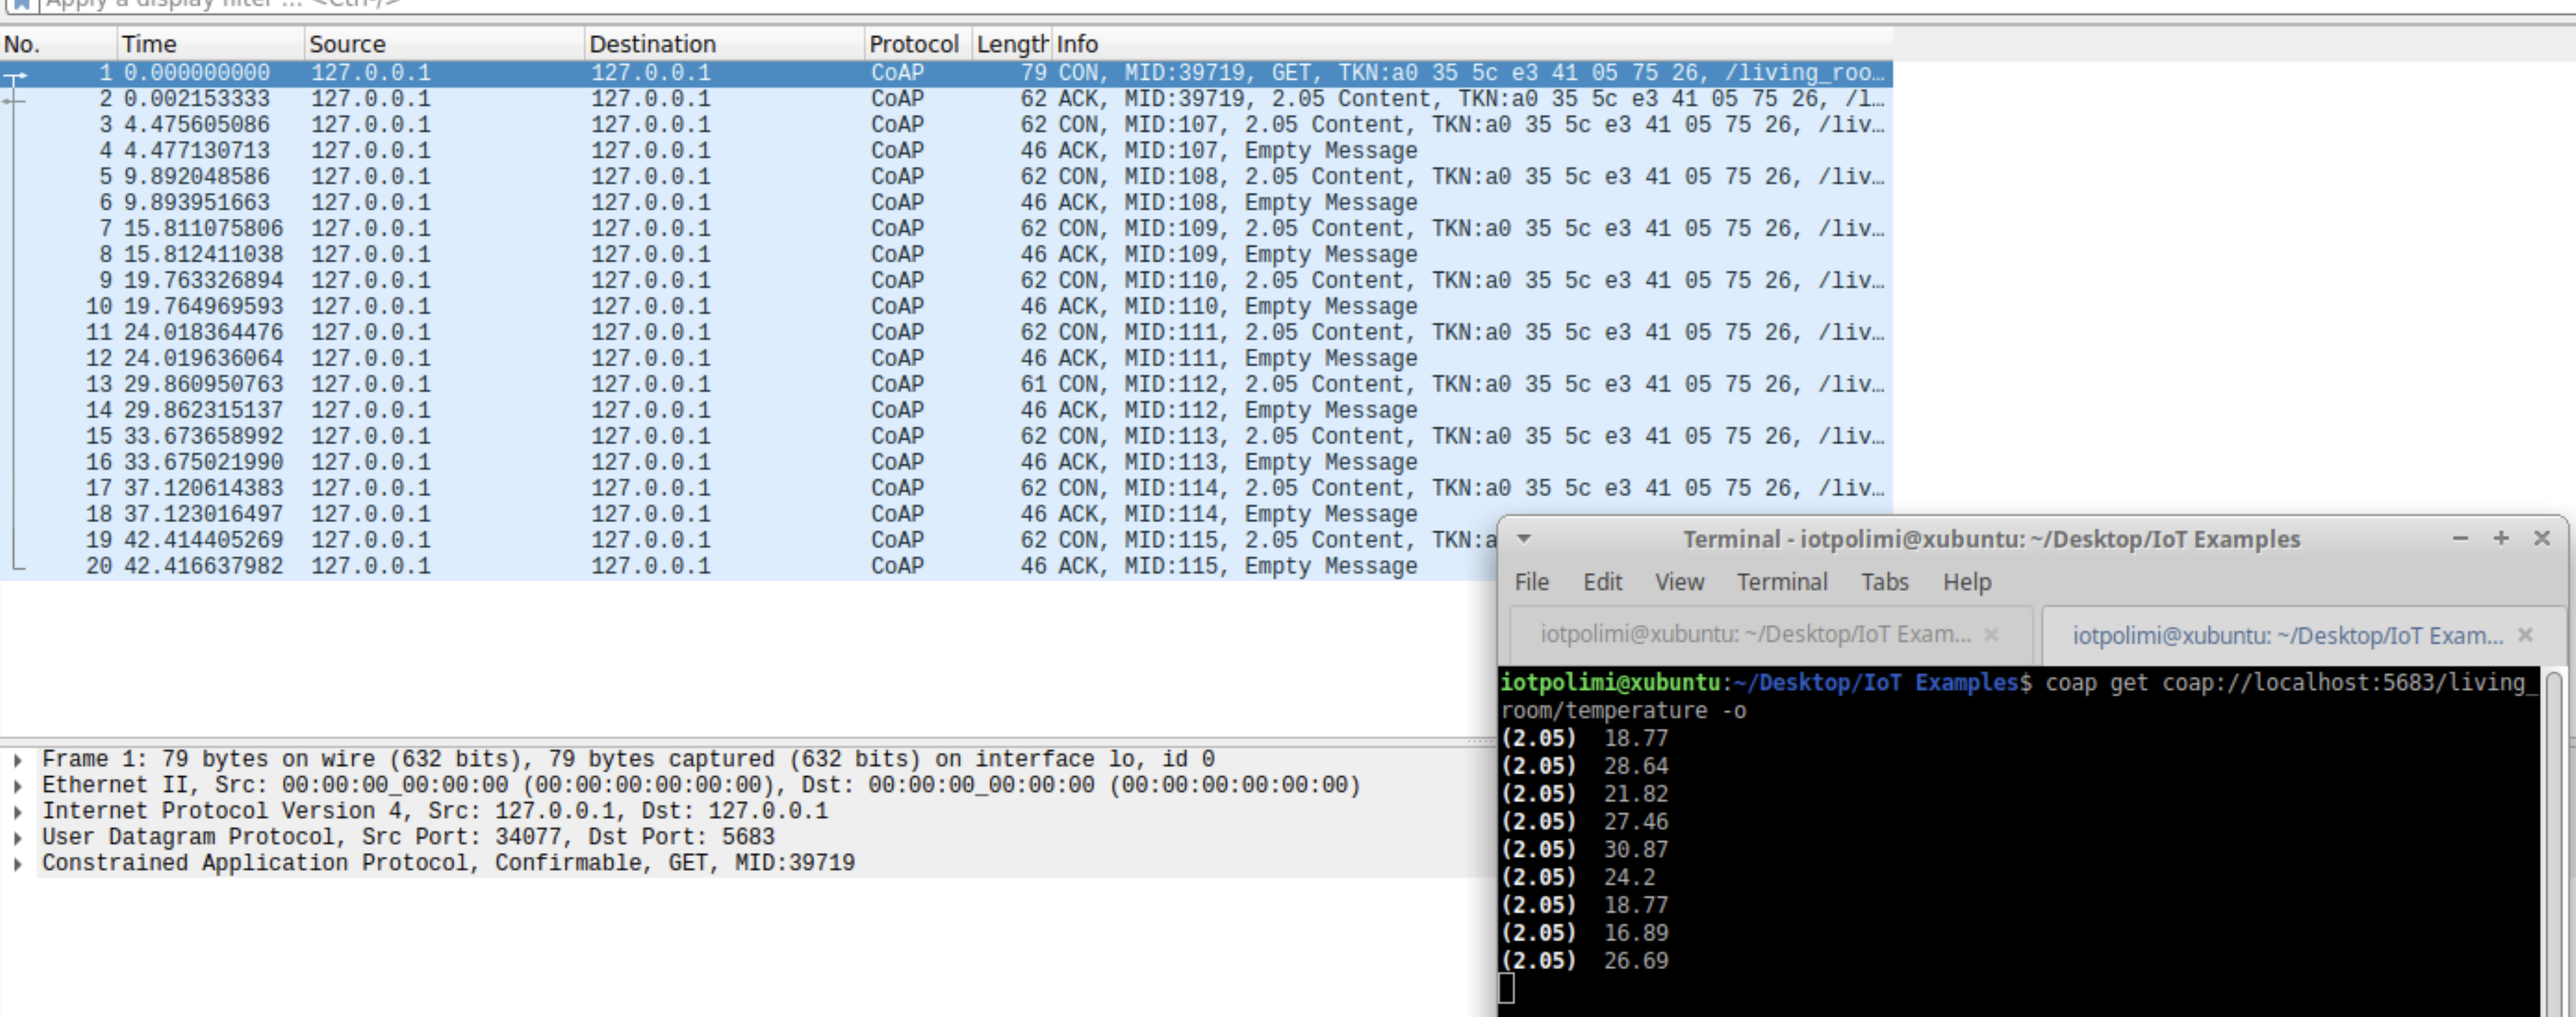 Apply a display filter ... <Ctrl-/>
No. Time Source Destination Protocol Length Info
1 0.000000000 127.0.0.1 127.0.0.1 CoAP 79 CON, MID:39719, GET, TKN:a0 35 5c e3 41 05 75 26, /living_roo…
2 0.002153333 127.0.0.1 127.0.0.1 CoAP 62 ACK, MID:39719, 2.05 Content, TKN:a0 35 5c e3 41 05 75 26, /l…
3 4.475605086 127.0.0.1 127.0.0.1 CoAP 62 CON, MID:107, 2.05 Content, TKN:a0 35 5c e3 41 05 75 26, /liv…
4 4.477130713 127.0.0.1 127.0.0.1 CoAP 46 ACK, MID:107, Empty Message
5 9.892048586 127.0.0.1 127.0.0.1 CoAP 62 CON, MID:108, 2.05 Content, TKN:a0 35 5c e3 41 05 75 26, /liv…
6 9.893951663 127.0.0.1 127.0.0.1 CoAP 46 ACK, MID:108, Empty Message
7 15.811075806 127.0.0.1 127.0.0.1 CoAP 62 CON, MID:109, 2.05 Content, TKN:a0 35 5c e3 41 05 75 26, /liv…
8 15.812411038 127.0.0.1 127.0.0.1 CoAP 46 ACK, MID:109, Empty Message
9 19.763326894 127.0.0.1 127.0.0.1 CoAP 62 CON, MID:110, 2.05 Content, TKN:a0 35 5c e3 41 05 75 26, /liv…
10 19.764969593 127.0.0.1 127.0.0.1 CoAP 46 ACK, MID:110, Empty Message
11 24.018364476 127.0.0.1 127.0.0.1 CoAP 62 CON, MID:111, 2.05 Content, TKN:a0 35 5c e3 41 05 75 26, /liv…
12 24.019636064 127.0.0.1 127.0.0.1 CoAP 46 ACK, MID:111, Empty Message
13 29.860950763 127.0.0.1 127.0.0.1 CoAP 61 CON, MID:112, 2.05 Content, TKN:a0 35 5c e3 41 05 75 26, /liv…
14 29.862315137 127.0.0.1 127.0.0.1 CoAP 46 ACK, MID:112, Empty Message
15 33.673658992 127.0.0.1 127.0.0.1 CoAP 62 CON, MID:113, 2.05 Content, TKN:a0 35 5c e3 41 05 75 26, /liv…
16 33.675021990 127.0.0.1 127.0.0.1 CoAP 46 ACK, MID:113, Empty Message
17 37.120614383 127.0.0.1 127.0.0.1 CoAP 62 CON, MID:114, 2.05 Content, TKN:a0 35 5c e3 41 05 75 26, /liv…
18 37.123016497 127.0.0.1 127.0.0.1 CoAP 46 ACK, MID:114, Empty Message
19 42.414405269 127.0.0.1 127.0.0.1 CoAP 62 CON, MID:115, 2.05 Content, TKN:a
20 42.416637982 127.0.0.1 127.0.0.1 CoAP 46 ACK, MID:115, Empty Message
Frame 1: 79 bytes on wire (632 bits), 79 bytes captured (632 bits) on interface lo, id 0
Ethernet II, Src: 00:00:00_00:00:00 (00:00:00:00:00:00), Dst: 00:00:00_00:00:00 (00:00:00:00:00:00)
Internet Protocol Version 4, Src: 127.0.0.1, Dst: 127.0.0.1
User Datagram Protocol, Src Port: 34077, Dst Port: 5683
Constrained Application Protocol, Confirmable, GET, MID:39719
Terminal - iotpolimi@xubuntu: ~/Desktop/IoT Examples
File Edit View Terminal Tabs Help
iotpolimi@xubuntu: ~/Desktop/IoT Exam... iotpolimi@xubuntu: ~/Desktop/IoT Exam...
iotpolimi@xubuntu:~/Desktop/IoT Examples$ coap get coap://localhost:5683/living_
room/temperature -o
(2.05) 18.77
(2.05) 28.64
(2.05) 21.82
(2.05) 27.46
(2.05) 30.87
(2.05) 24.2
(2.05) 18.77
(2.05) 16.89
(2.05) 26.69